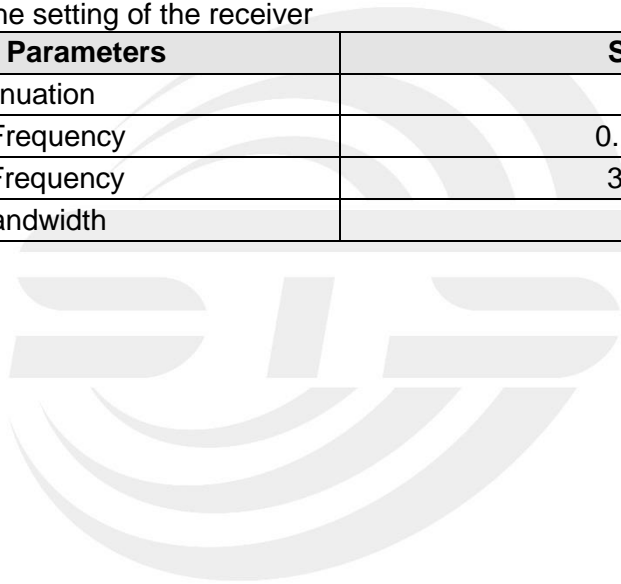 he setting of the receiver
Parameters S
nuation
Frequency 0.
Frequency 3
andwidth